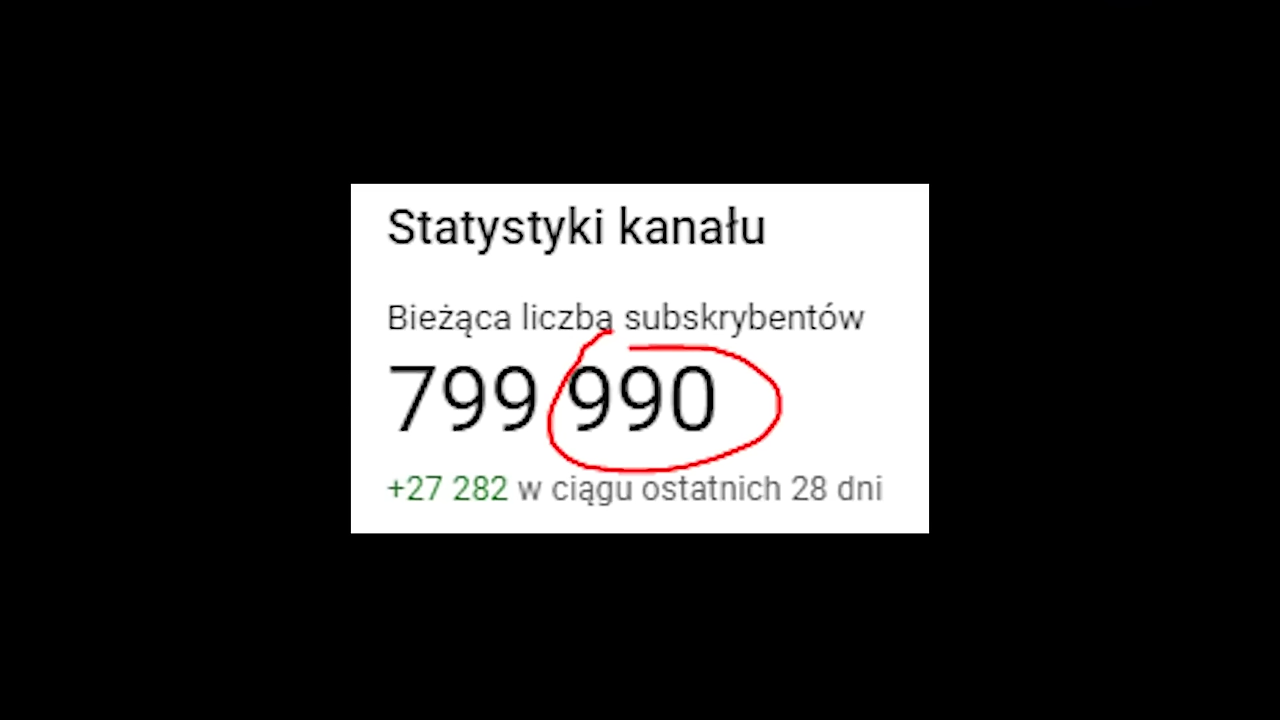 Statystyki kanału
Bieżąca liczba subskrybentów
799 990
+27 282 w ciągu ostatnich 28 dni